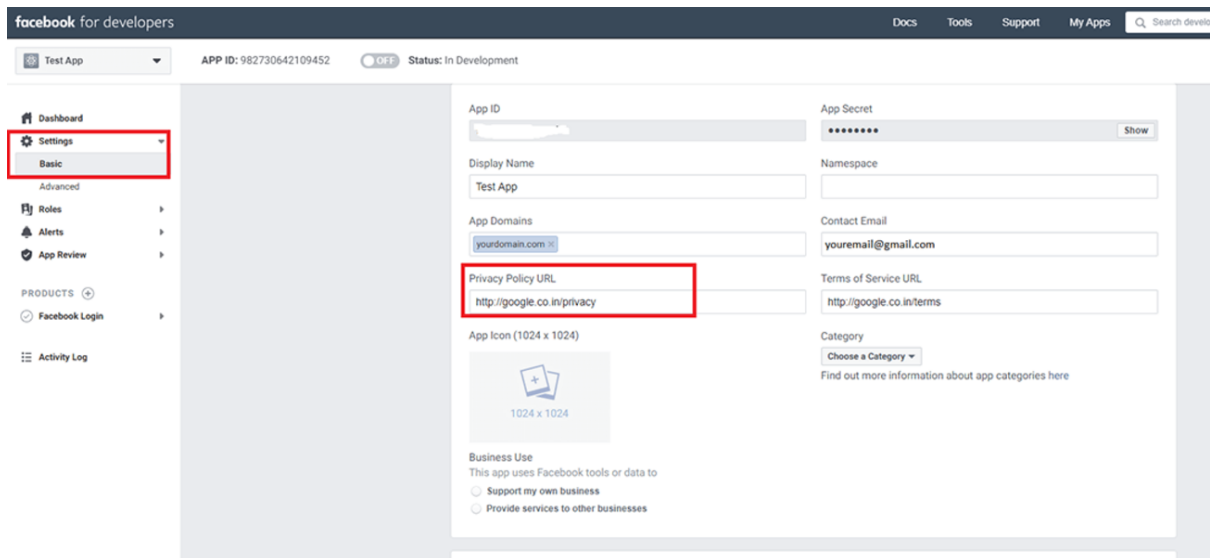 facebook for developers Docs Tools Support My Apps Search develo
Test App APP ID: 982730642109452 OFF Status: In Development
Dashboard
Settings
Basic
Advanced
Roles
Alerts
App Review
PRODUCTS
Facebook Login
Activity Log
App ID App Secret
•••••••• Show
Display Name Namespace
Test App
App Domains Contact Email
yourdomain.com × youremail@gmail.com
Privacy Policy URL Terms of Service URL
http://google.co.in/privacy http://google.co.in/terms
App Icon (1024 x 1024) Category
Choose a Category
Find out more information about app categories here
1024 x 1024
Business Use
This app uses Facebook tools or data to
Support my own business
Provide services to other businesses